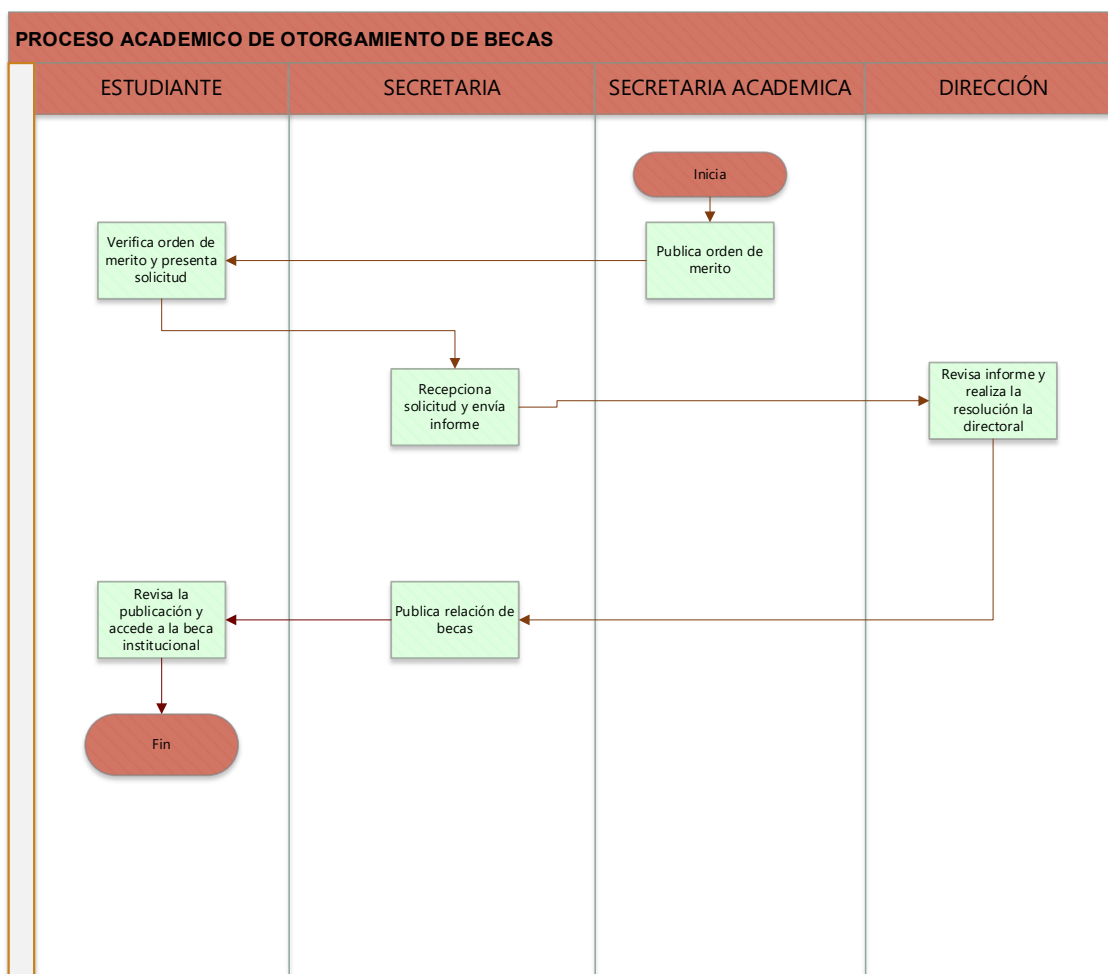 PROCESO ACADEMICO DE OTORGAMIENTO DE BECAS
ESTUDIANTE
SECRETARIA
SECRETARIA ACADEMICA
DIRECCIÓN
Inicia
Publica orden de
merito
Verifica orden de
merito y presenta
solicitud
Recepciona
solicitud y envía
informe
Revisa informe y
realiza la
resolución la
directoral
Publica relación de
becas
Revisa la
publicación y
accede a la beca
institucional
Fin